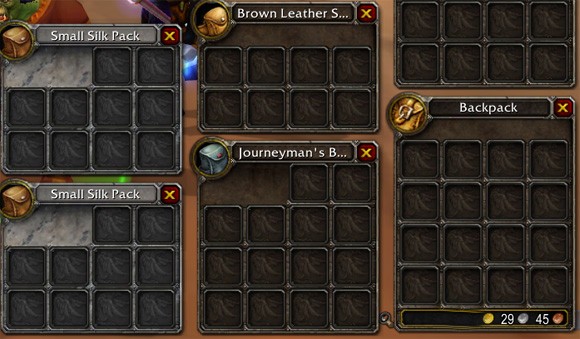 Small Silk Pack
Brown Leather S...
Backpack
Journeyman's B...
Small Silk Pack
29 45